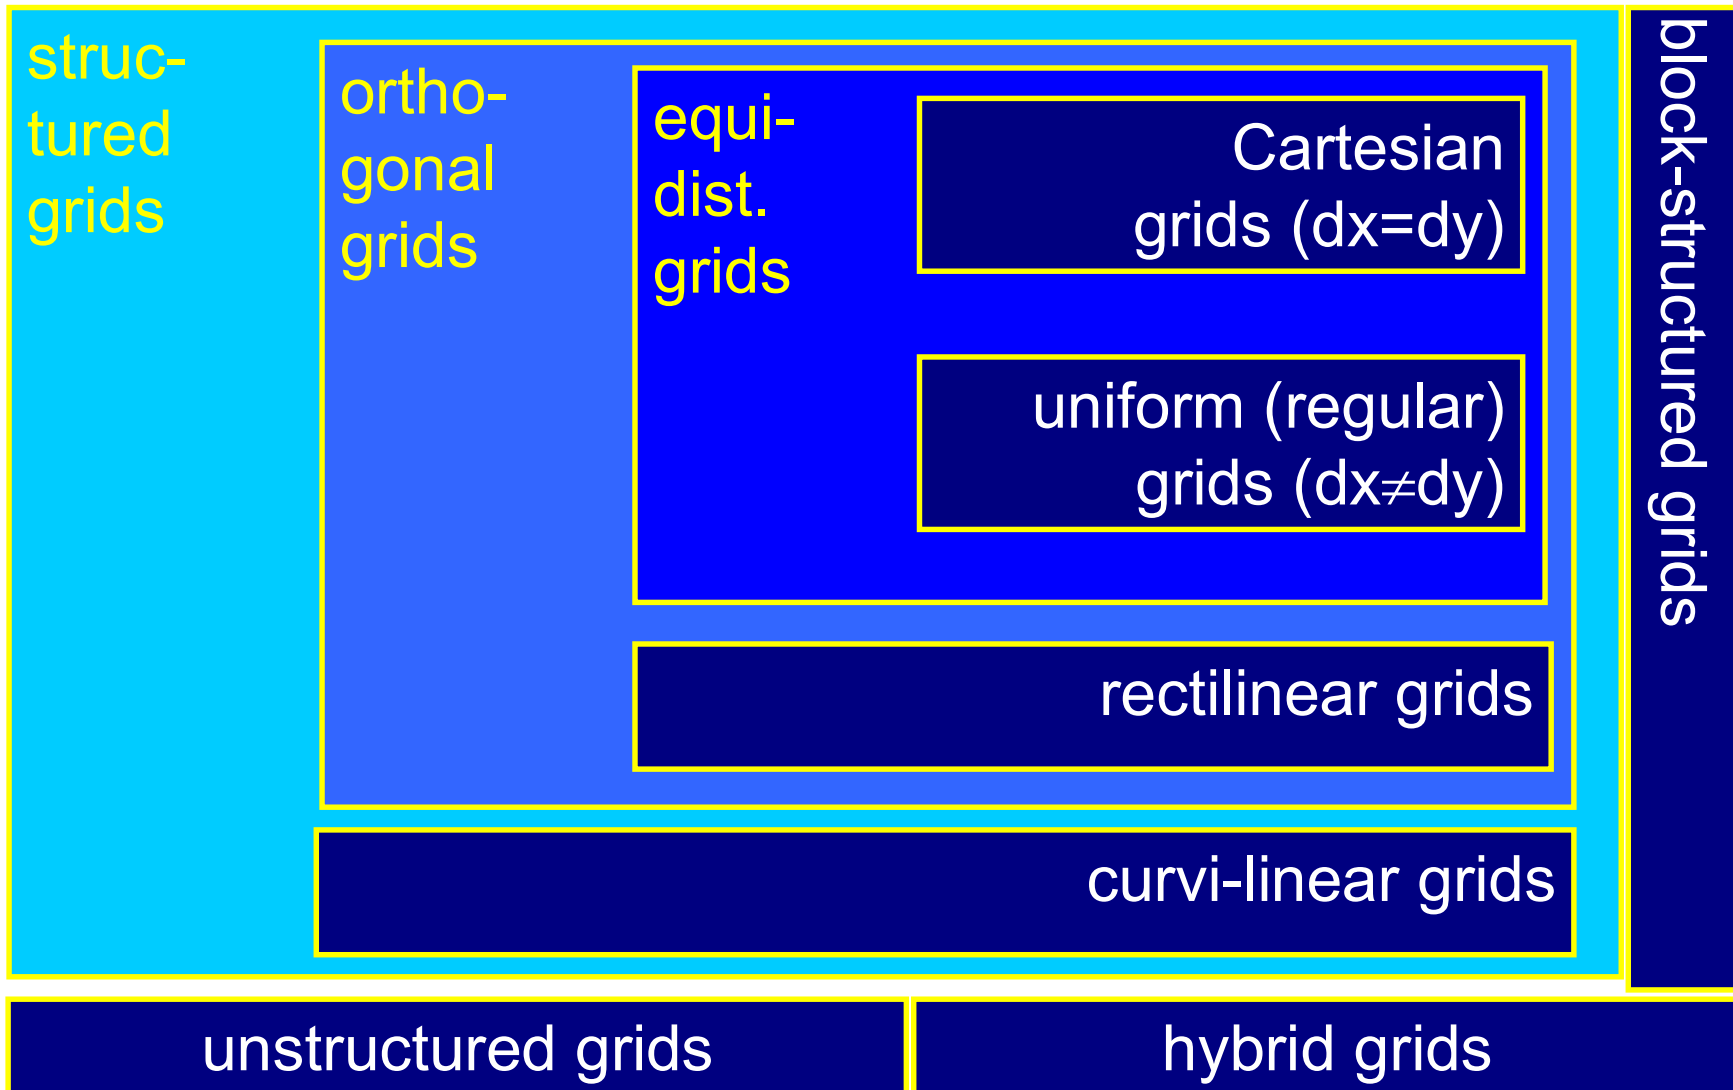 struc-
tured
grids
ortho-
gonal
grids
equi-
dist.
grids
Cartesian
grids (dx=dy)
uniform (regular)
grids (dx≠dy)
rectilinear grids
curvi-linear grids
block-structured grids
unstructured grids
hybrid grids